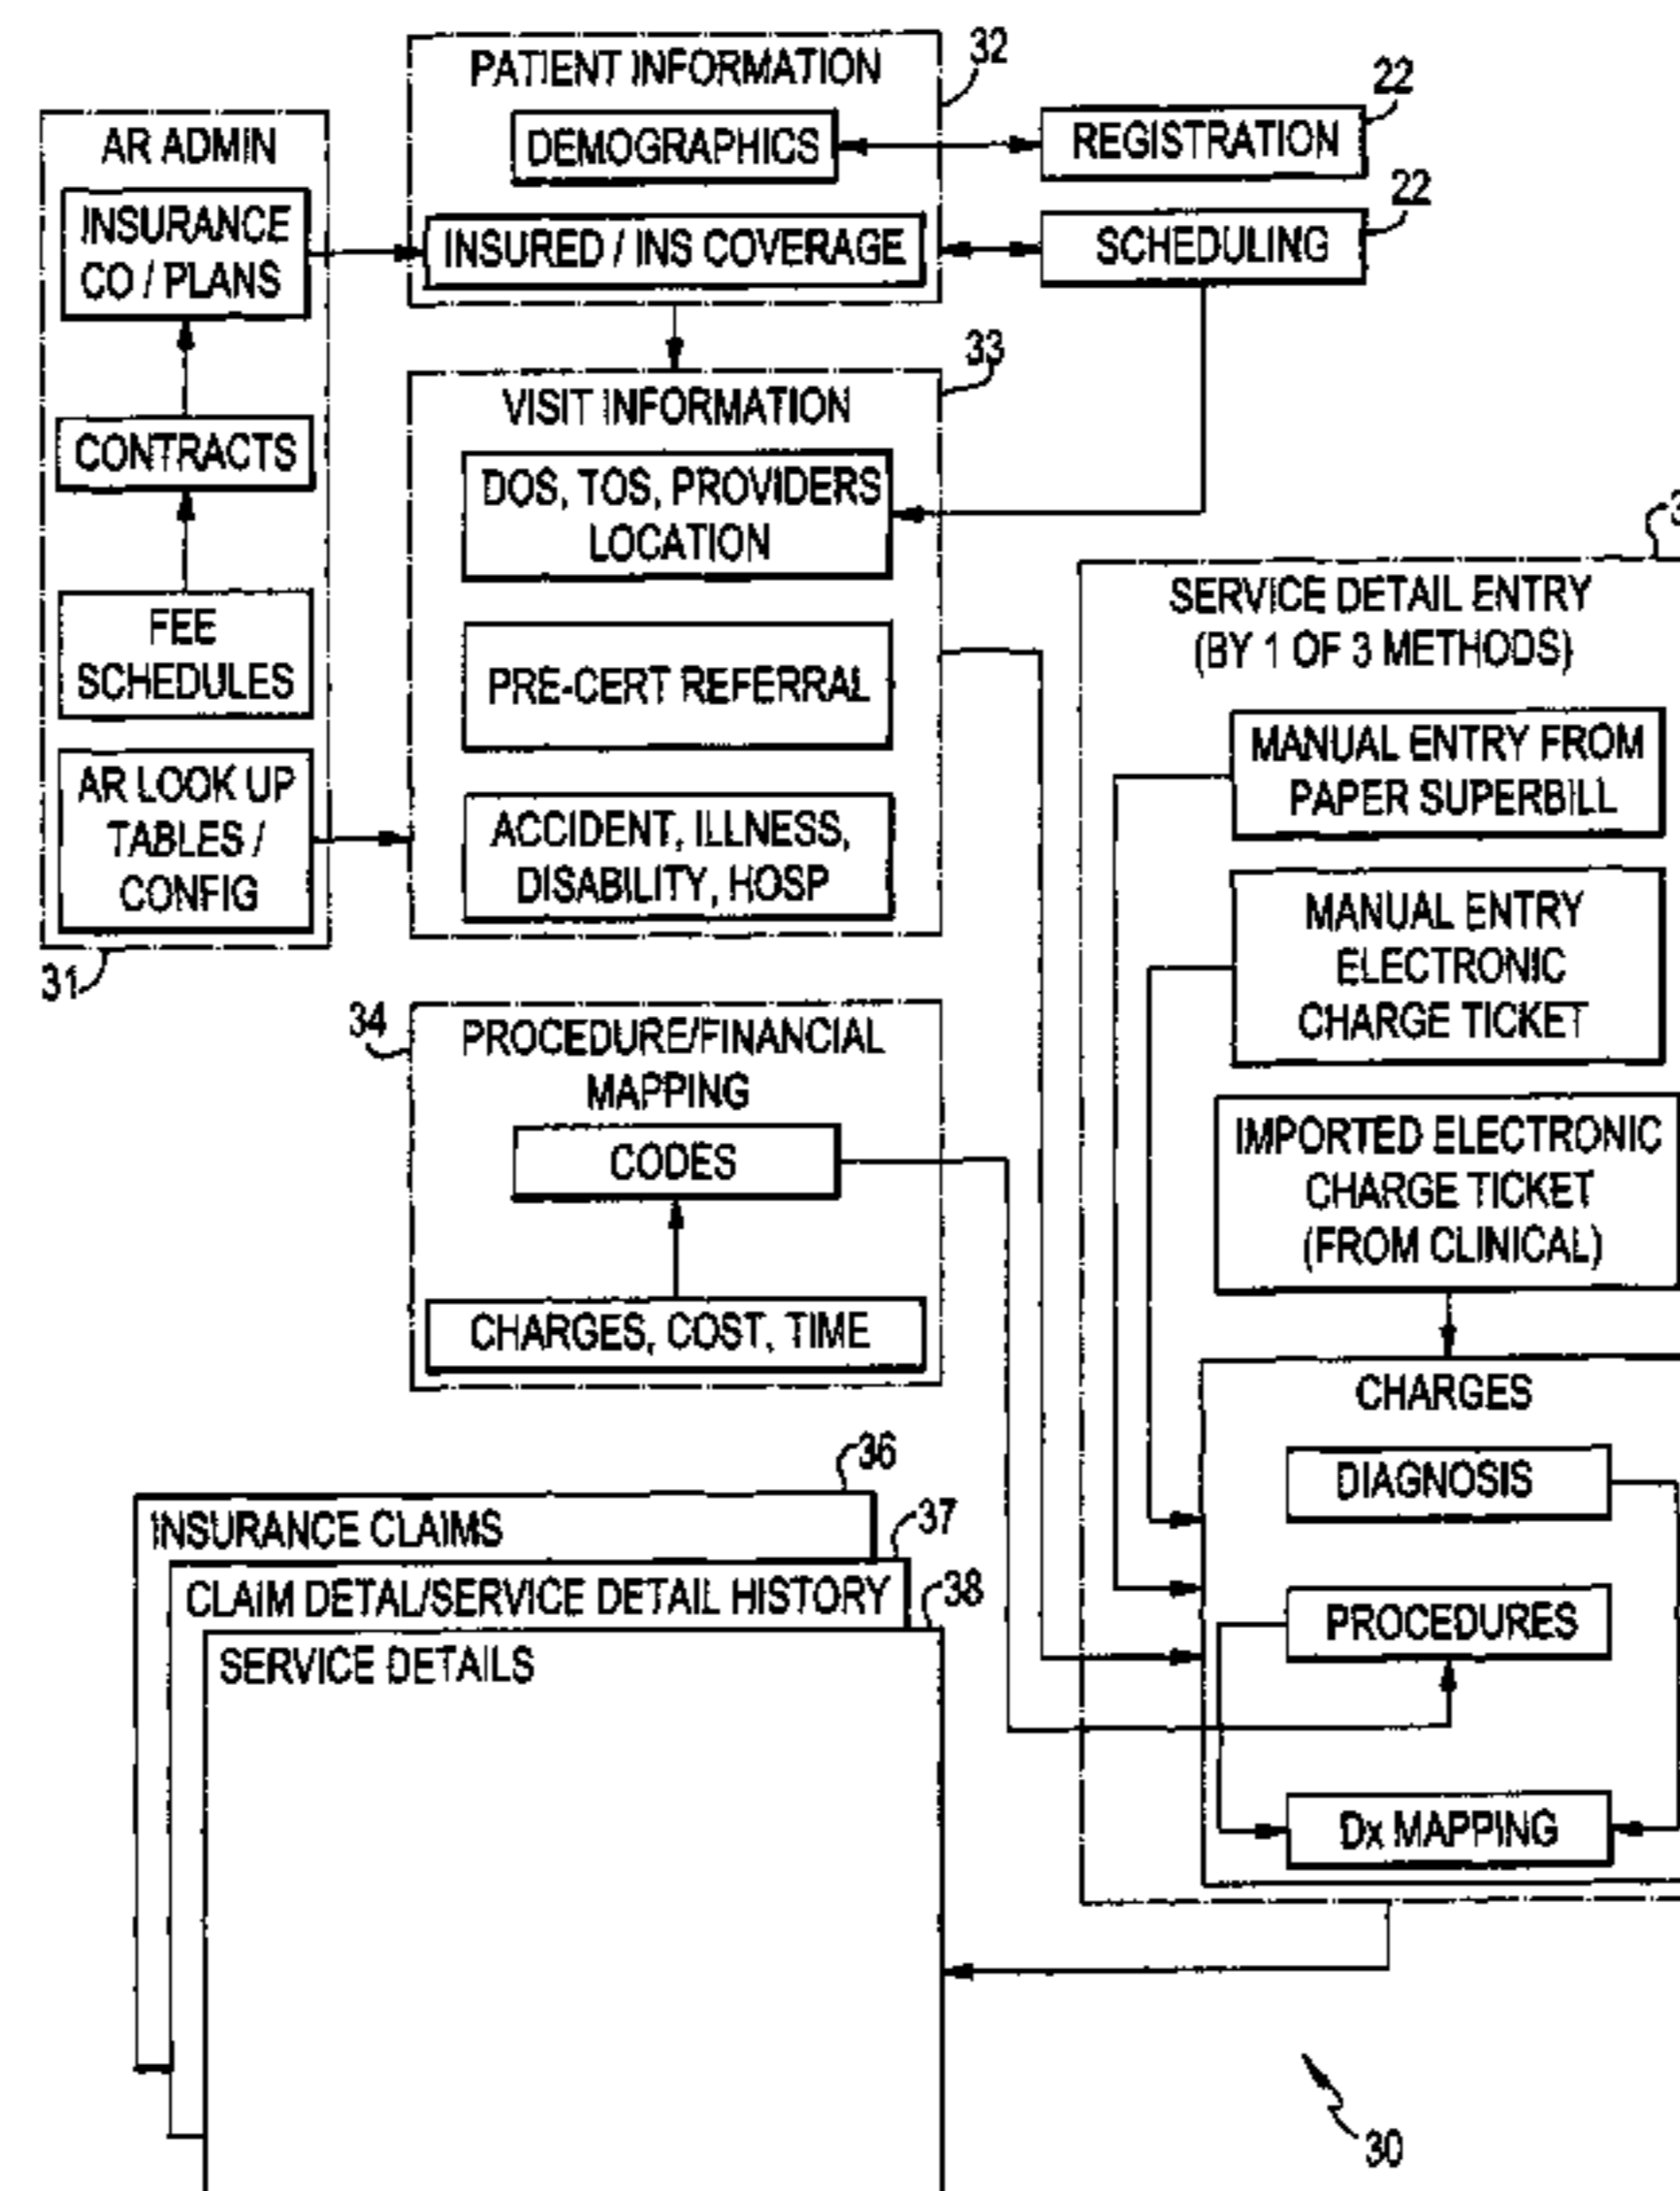 PATIENT INFORMATION
32
DEMOGRAPHICS
INSURED / INS COVERAGE
22
REGISTRATION
22
SCHEDULING
AR ADMIN
INSURANCE
CO / PLANS
CONTRACTS
FEE
SCHEDULES
AR LOOK UP
TABLES /
CONFIG
31
33
VISIT INFORMATION
DOS, TOS, PROVIDERS
LOCATION
PRE-CERT REFERRAL
ACCIDENT, ILLNESS,
DISABILITY, HOSP
34
PROCEDURE/FINANCIAL
MAPPING
CODES
CHARGES, COST, TIME
SERVICE DETAIL ENTRY
(BY 1 OF 3 METHODS)
MANUAL ENTRY FROM
PAPER SUPERBILL
MANUAL ENTRY
ELECTRONIC
CHARGE TICKET
IMPORTED ELECTRONIC
CHARGE TICKET
(FROM CLINICAL)
CHARGES
DIAGNOSIS
PROCEDURES
Dx MAPPING
36
INSURANCE CLAIMS
37
CLAIM DETAL/SERVICE DETAIL HISTORY
38
SERVICE DETAILS
30